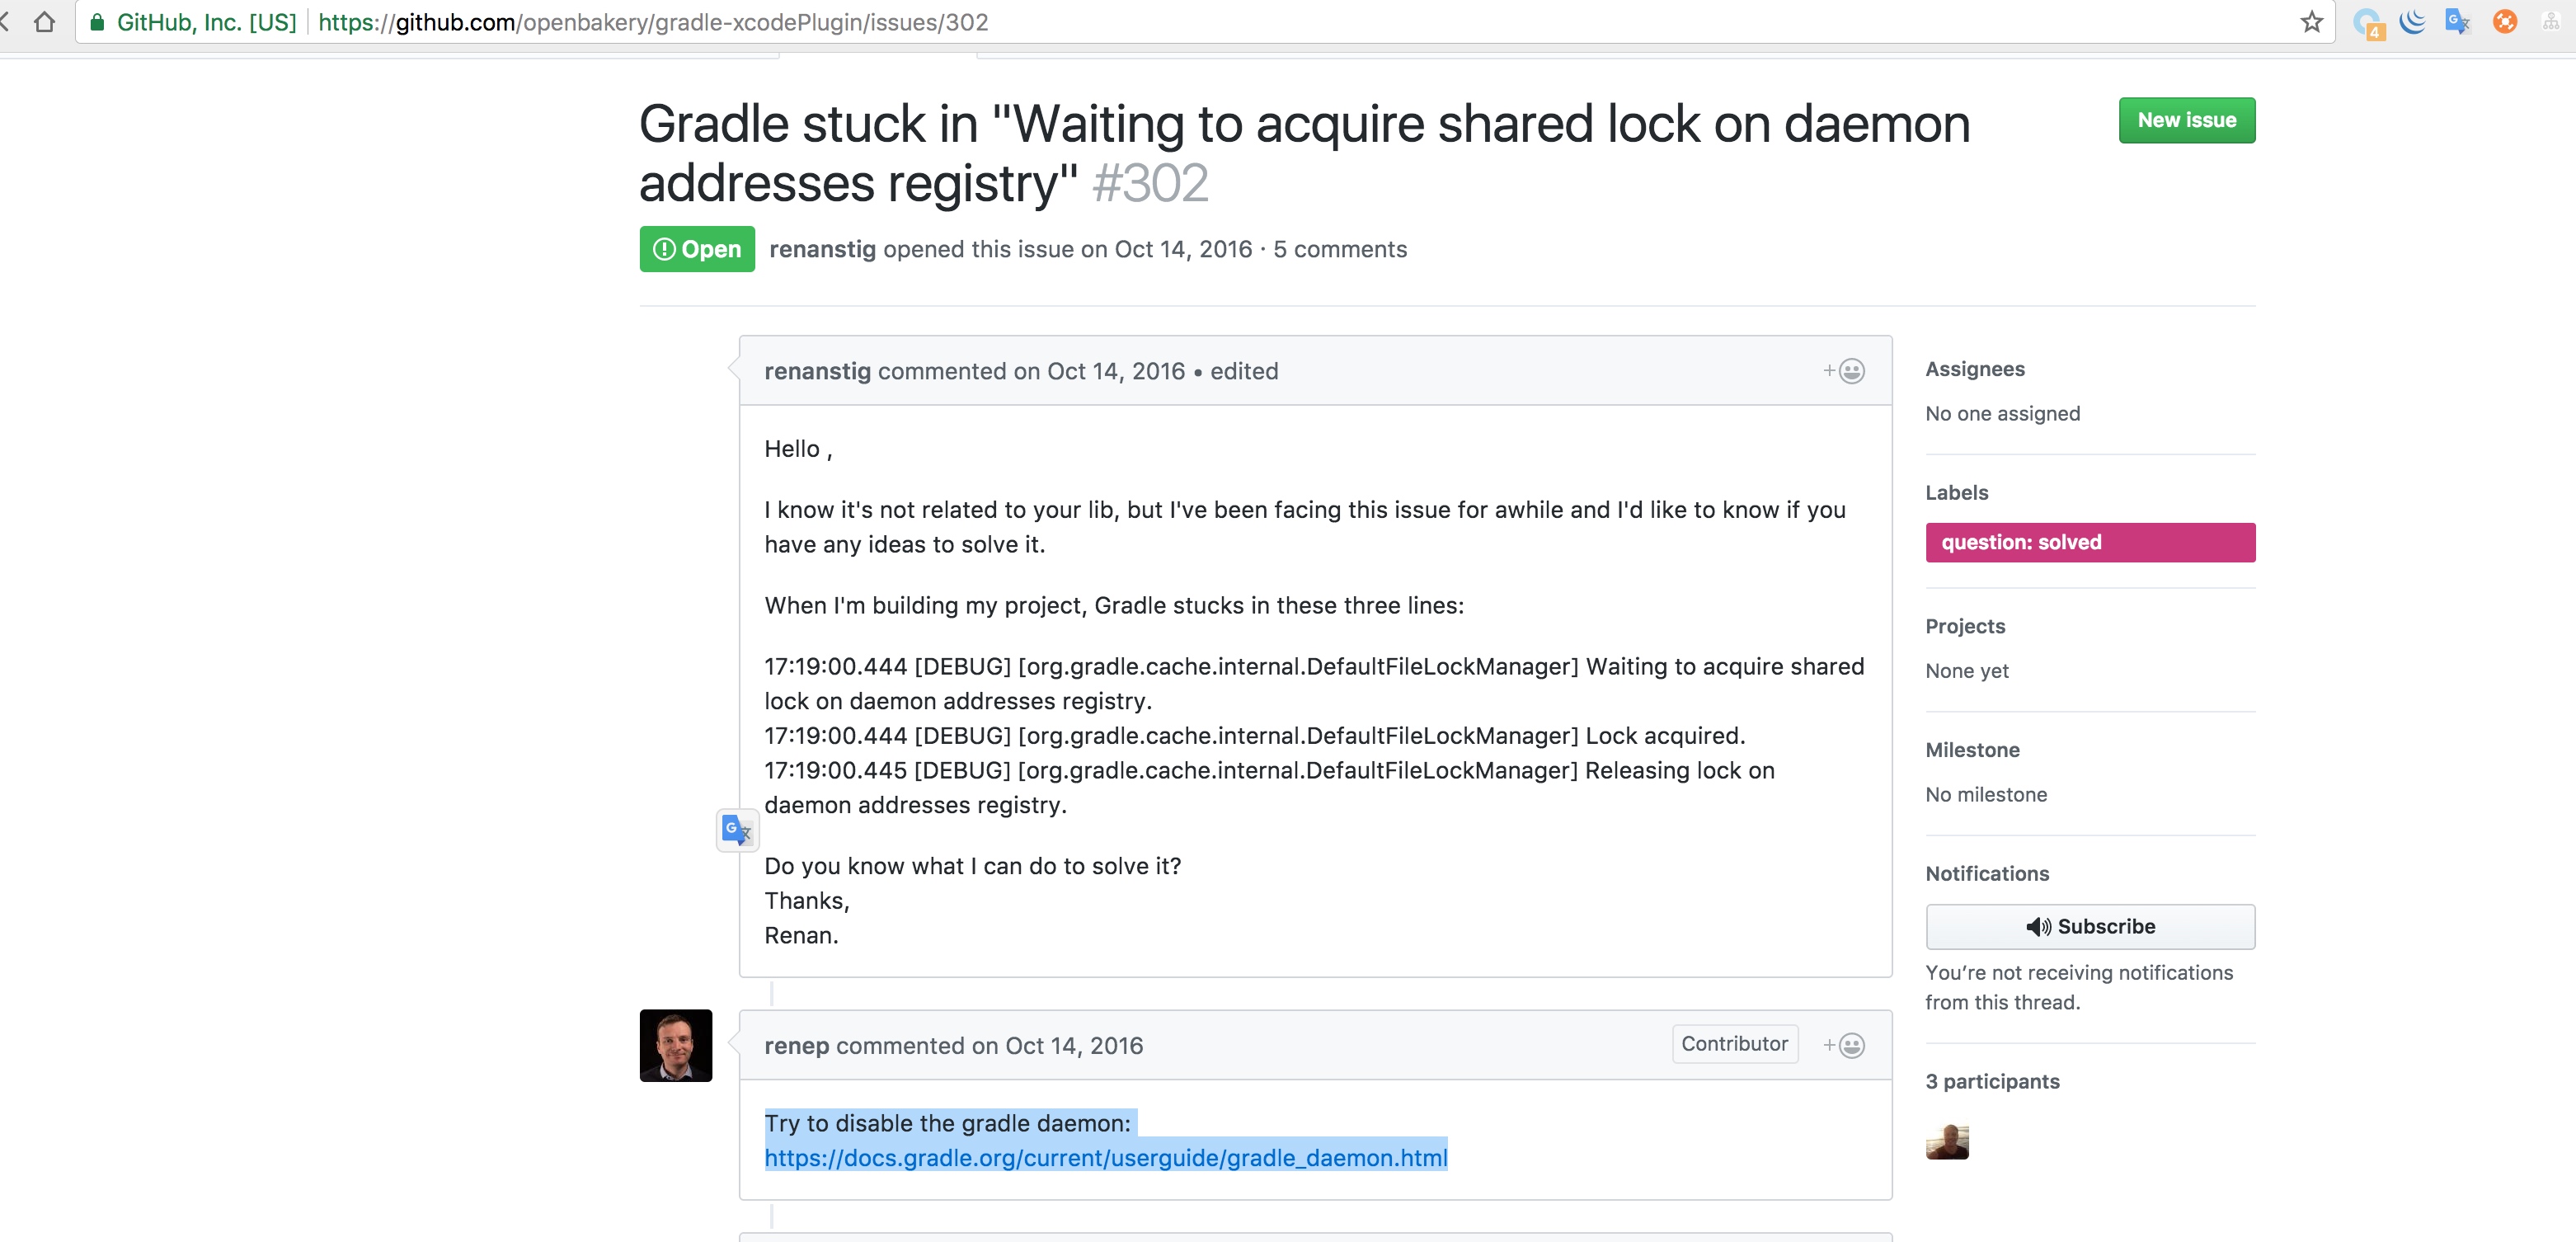 GitHub, Inc. [US] https://github.com/openbakery/gradle-xcodePlugin/issues/302
4
Gradle stuck in "Waiting to acquire shared lock on daemon
addresses registry" #302
New issue
Open renanstig opened this issue on Oct 14, 2016 · 5 comments
renanstig commented on Oct 14, 2016 • edited
Hello ,
I know it's not related to your lib, but I've been facing this issue for awhile and I'd like to know if you
have any ideas to solve it.
When I'm building my project, Gradle stucks in these three lines:
17:19:00.444 [DEBUG] [org.gradle.cache.internal.DefaultFileLockManager] Waiting to acquire shared
lock on daemon addresses registry.
17:19:00.444 [DEBUG] [org.gradle.cache.internal.DefaultFileLockManager] Lock acquired.
17:19:00.445 [DEBUG] [org.gradle.cache.internal.DefaultFileLockManager] Releasing lock on
daemon addresses registry.
Do you know what I can do to solve it?
Thanks,
Renan.
renep commented on Oct 14, 2016
Contributor
Try to disable the gradle daemon:
https://docs.gradle.org/current/userguide/gradle_daemon.html
Assignees
No one assigned
Labels
question: solved
Projects
None yet
Milestone
No milestone
Notifications
Subscribe
You're not receiving notifications
from this thread.
3 participants